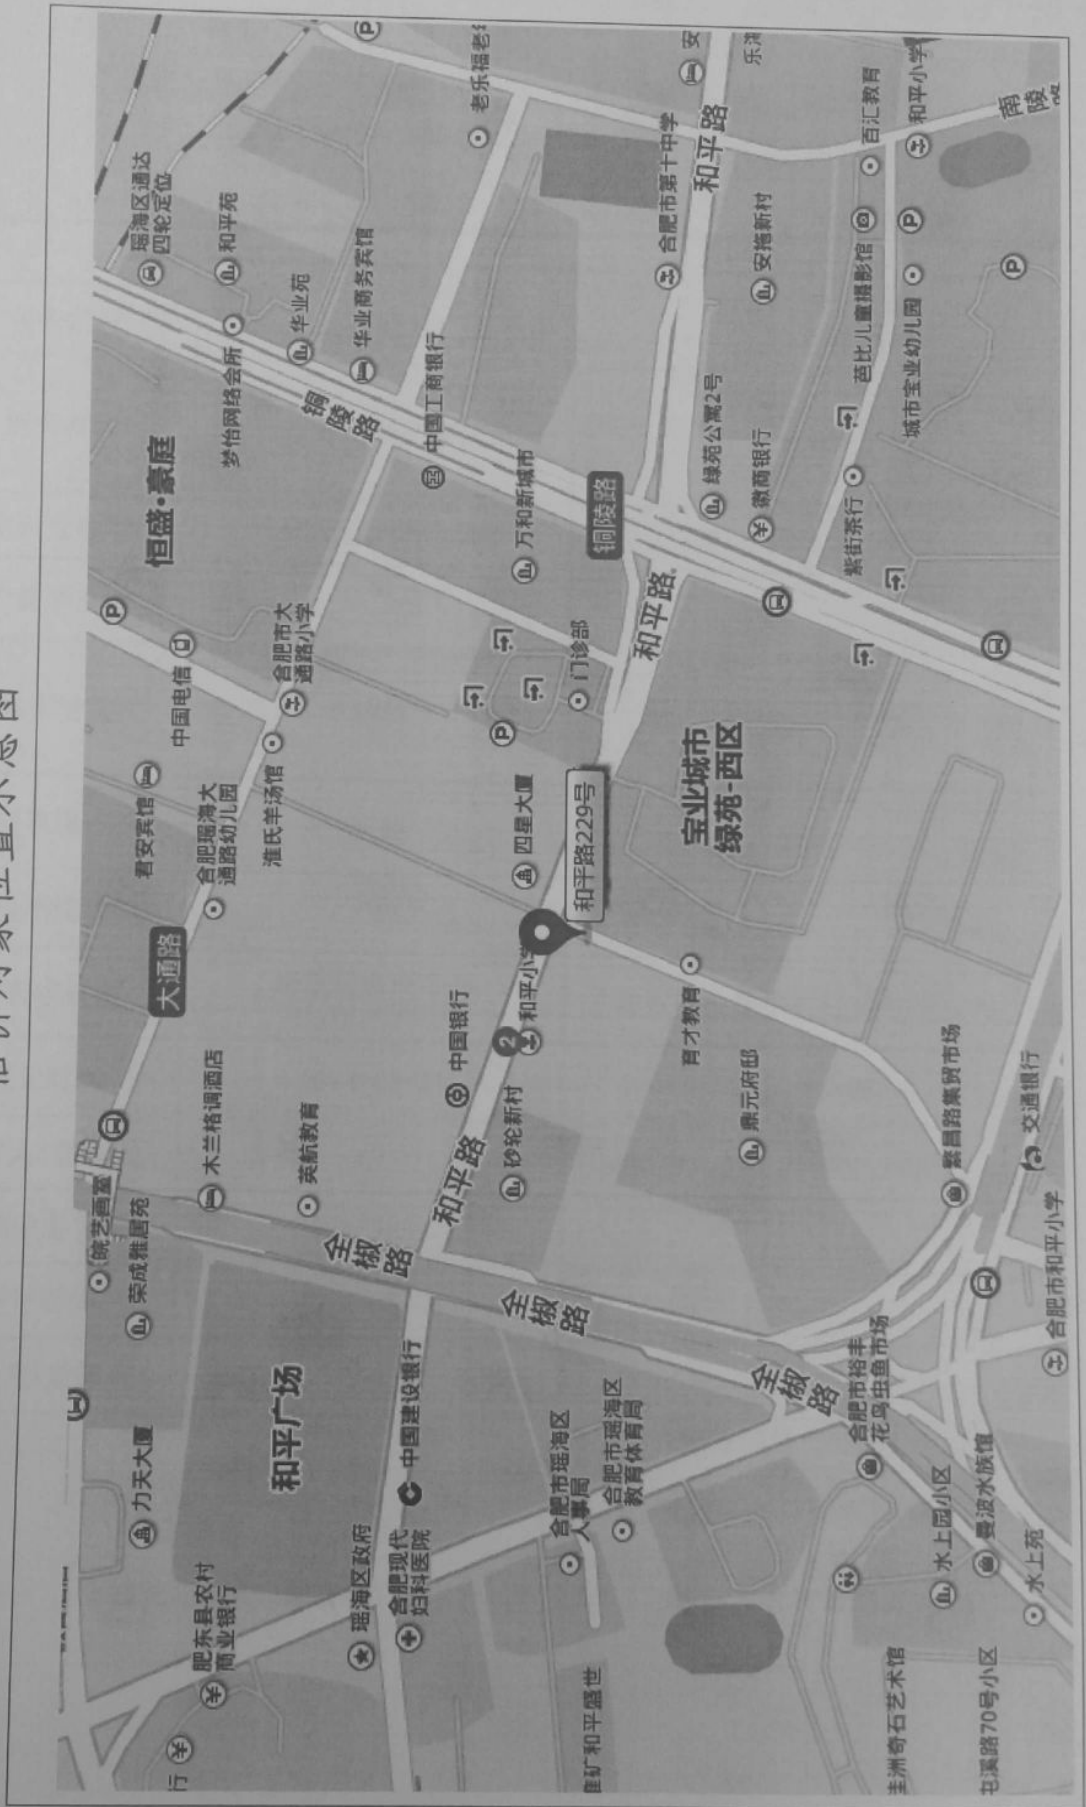 瑶海区通达
四轮定位
和平苑
华业苑
华业商务宾馆
梦怡网络会所
铜陵路
中国工商银行
恒盛·豪庭
万和新城市
铜陵路
老乐福老
安
和平路
合肥市第十中学
百汇教育
和平小学
南陵路
安拖新村
芭比儿童摄影馆
城市宝业幼儿园
绿苑公寓2号
徽商银行
紫街茶行
和平路
门诊部
中国电信
合肥市大
通路小学
淮氏羊汤馆
君安宾馆
合肥瑶海大
通路幼儿园
大通路
四星大厦
和平路229号
宝业城市
绿苑-西区
和平小学
2
中国银行
育才教育
鼎元府邸
砂轮新村
和平路
木兰格调酒店
英航教育
皖艺画室
荣成雅居苑
全椒路
全椒路
全椒路
繁昌路集贸市场
交通银行
合肥市和平小学
和平广场
中国建设银行
力天大厦
合肥市瑶海区
人事局
合肥市瑶海区
教育体育局
合肥市裕丰
花鸟虫鱼市场
水上园小区
曼波水族馆
水上苑
瑶海区政府
合肥现代
妇科医院
肥东县农村
商业银行
行
矿和平盛世
洲奇石艺术馆
屯溪路70号小区